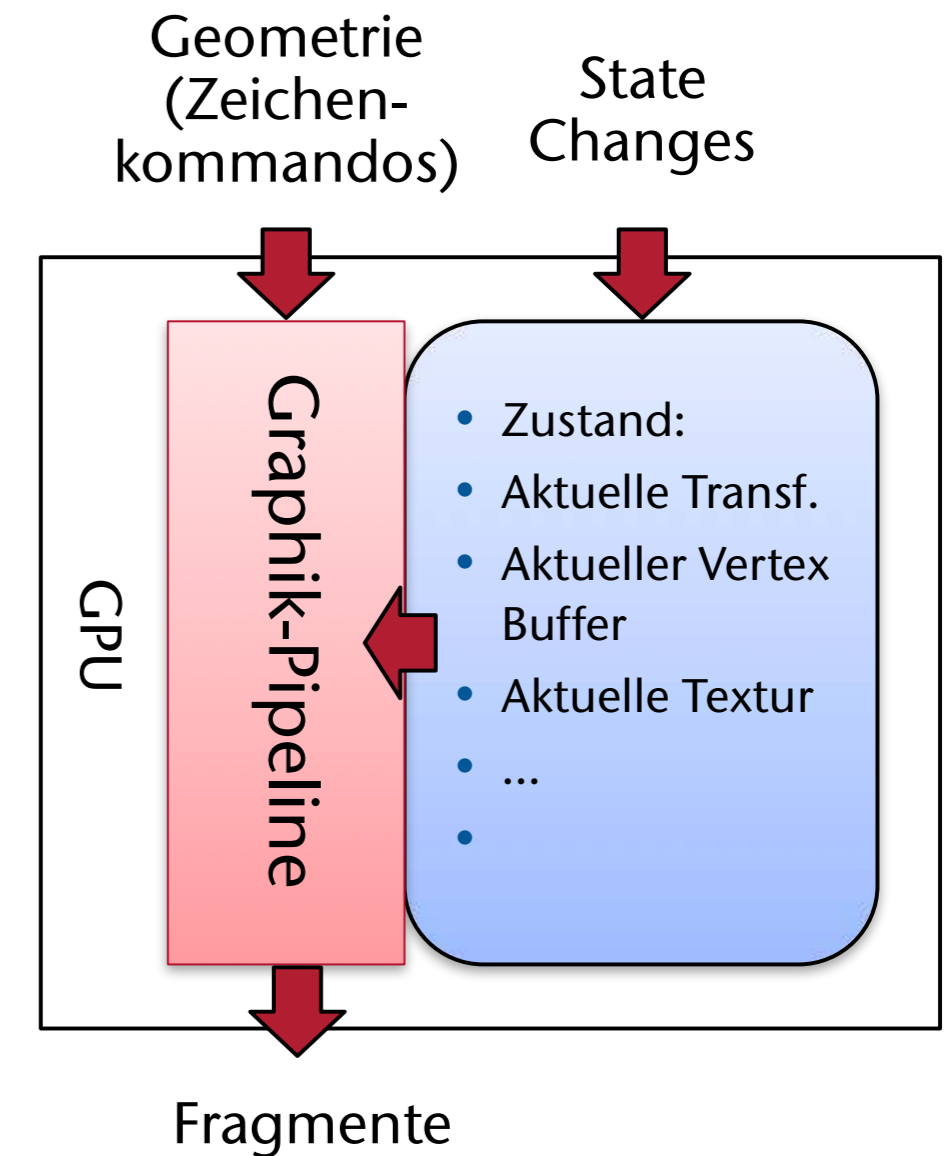 Geometrie
(Zeichen-
kommandos)
State
Changes
GPU
Graphik-Pipeline
• Zustand:
• Aktuelle Transf.
• Aktueller Vertex
Buffer
• Aktuelle Textur
• ...
•
Fragmente